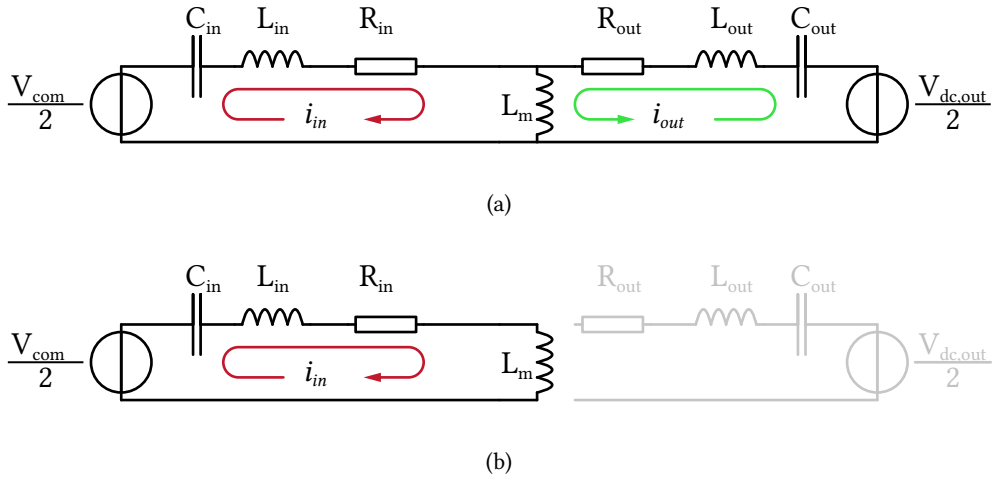 C_in L_in R_in R_out L_out C_out
V_com/2 i_in L_m i_out V_dc,out/2
(a)
C_in L_in R_in R_out L_out C_out
V_com/2 i_in L_m V_dc,out/2
(b)